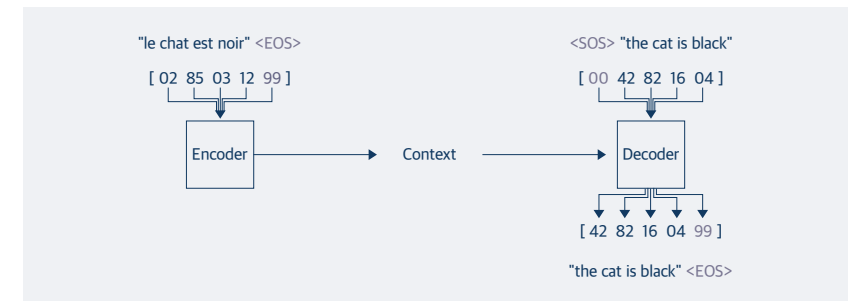 "le chat est noir" <EOS>
<SOS> "the cat is black"
[ 02 85 03 12 99 ]
[ 00 42 82 16 04 ]
Encoder
Context
Decoder
[ 42 82 16 04 99 ]
"the cat is black" <EOS>